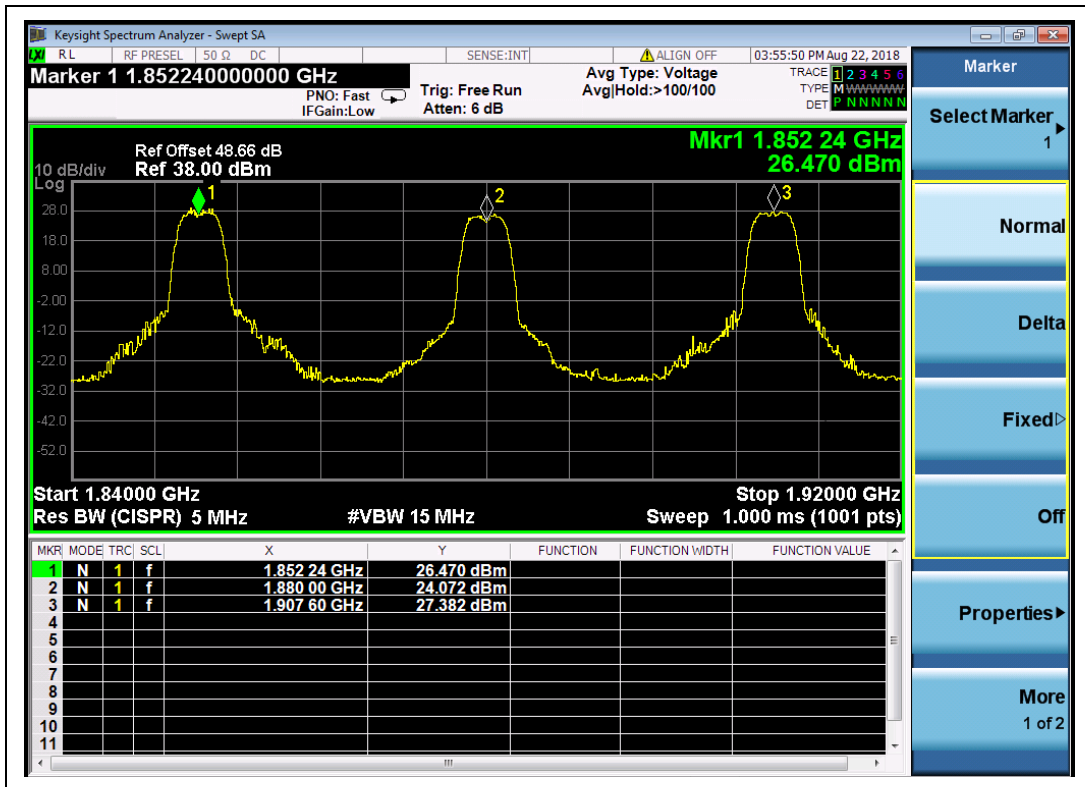 Keysight Spectrum Analyzer - Swept SA
LXI RL RF PRESEL 50 Ω DC SENSE:INT ALIGN OFF 03:55:50 PM Aug 22, 2018
Marker 1 1.852240000000 GHz
PNO: Fast
IFGain:Low
Trig: Free Run
Atten: 6 dB
Avg Type: Voltage
Avg|Hold:>100/100
TRACE 1 2 3 4 5 6
TYPE M WWWWW
DET P N N N N N
Mkr1 1.852 24 GHz
26.470 dBm
Ref Offset 48.66 dB
10 dB/div Ref 38.00 dBm
Log
1
2
3
28.0
18.0
8.00
-2.00
-12.0
-22.0
-32.0
-42.0
-52.0
Start 1.84000 GHz Stop 1.92000 GHz
Res BW (CISPR) 5 MHz #VBW 15 MHz Sweep 1.000 ms (1001 pts)
MKR MODE TRC SCL X Y FUNCTION FUNCTION WIDTH FUNCTION VALUE
1 N 1 f 1.852 24 GHz 26.470 dBm
2 N 1 f 1.880 00 GHz 24.072 dBm
3 N 1 f 1.907 60 GHz 27.382 dBm
4
5
6
7
8
9
10
11
Marker
Select Marker
1
Normal
Delta
Fixed
Off
Properties
More
1 of 2